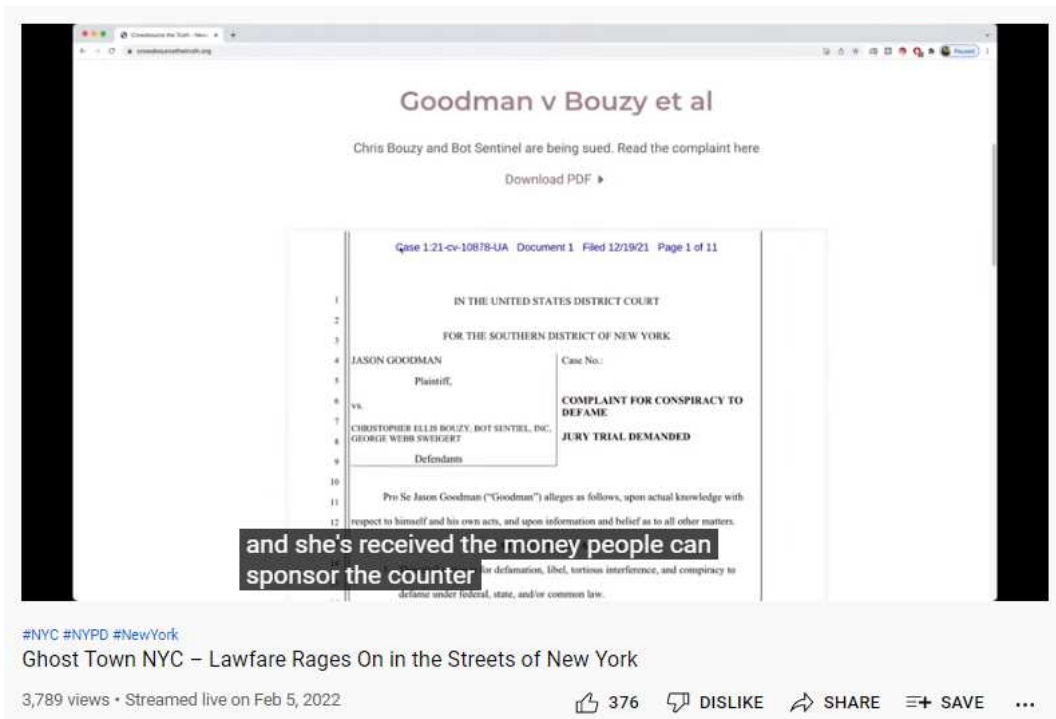 Crowdsource the Truth - New
crowdsourcethetruth.org
Paused
Goodman v Bouzy et al
Chris Bouzy and Bot Sentinel are being sued. Read the complaint here
Download PDF
Case 1:21-cv-10878-UA Document 1 Filed 12/19/21 Page 1 of 11
1
IN THE UNITED STATES DISTRICT COURT
2
3
FOR THE SOUTHERN DISTRICT OF NEW YORK
4 JASON GOODMAN
Case No.:
5
Plaintiff,
6 vs.
COMPLAINT FOR CONSPIRACY TO
DEFAME
7
CHRISTOPHER ELLIS BOUZY, BOT SENTIEL, INC,
8 GEORGE WEBB SWEIGERT
JURY TRIAL DEMANDED
9
Defendants
10
11 Pro Se Jason Goodman ("Goodman") alleges as follows, upon actual knowledge with
12 respect to himself and his own acts, and upon information and belief as to all other matters.
and she's received the money people can
sponsor the counter
for defamation, libel, tortious interference, and conspiracy to
defame under federal, state, and/or common law.
#NYC #NYPD #NewYork
Ghost Town NYC – Lawfare Rages On in the Streets of New York
3,789 views • Streamed live on Feb 5, 2022
376 DISLIKE SHARE SAVE